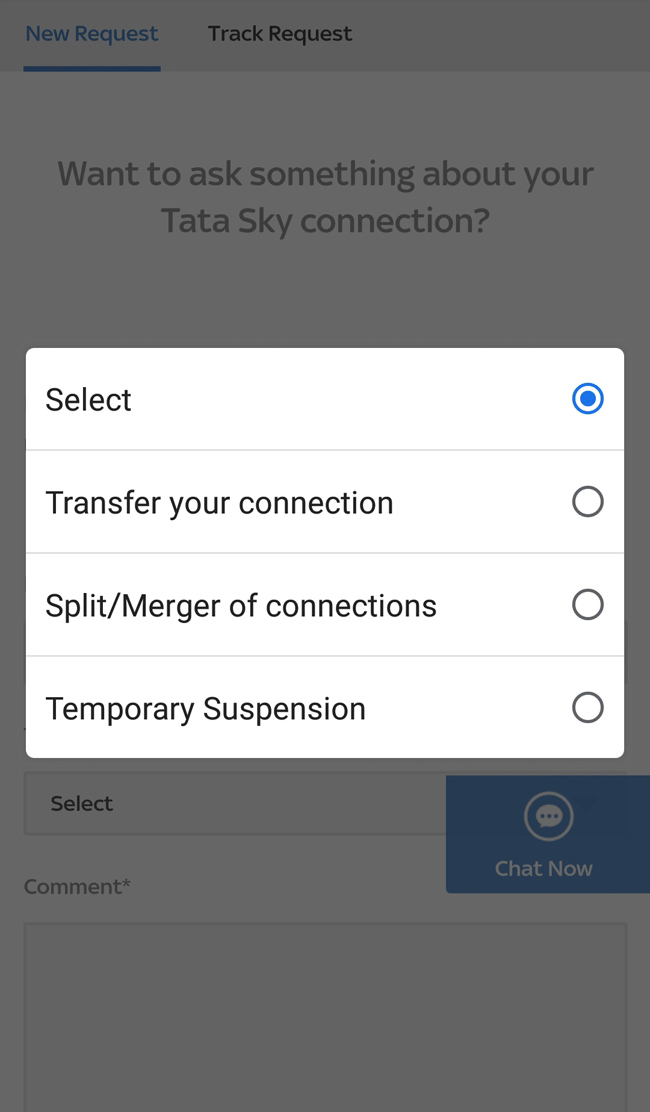 New Request
Track Request
Want to ask something about your
Tata Sky connection?
Select
Transfer your connection
Split/Merger of connections
Temporary Suspension
Select
Chat Now
Comment*